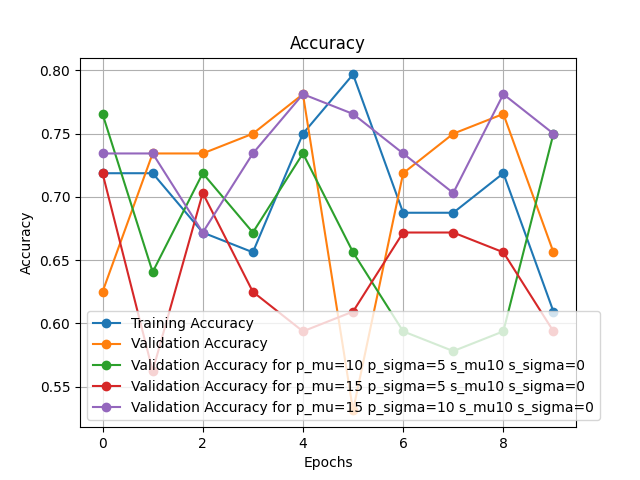 Accuracy
0.80
0.75
0.70
0.65
0.60
0.55
Accuracy
Training Accuracy
Validation Accuracy
Validation Accuracy for p_mu=10 p_sigma=5 s_mu10 s_sigma=0
Validation Accuracy for p_mu=15 p_sigma=5 s_mu10 s_sigma=0
Validation Accuracy for p_mu=15 p_sigma=10 s_mu10 s_sigma=0
0 2 4 6 8
Epochs